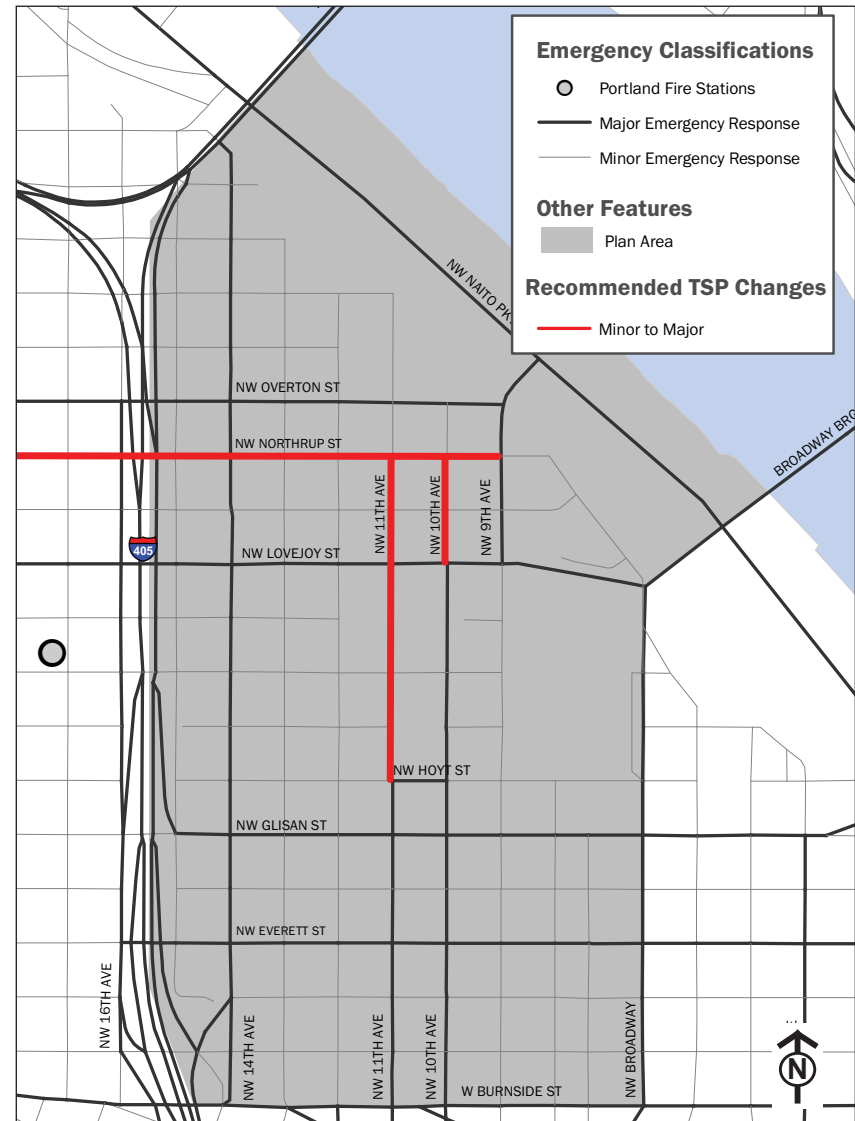 Emergency Classifications
Portland Fire Stations
Major Emergency Response
Minor Emergency Response
Other Features
Plan Area
Recommended TSP Changes
Minor to Major
NW NAITO
BROADWAY
NW OVERTON ST
NW NORTHRUP ST
NW 11TH AVE
NW 10TH AVE
NW 9TH AVE
405
NW LOVEJOY ST
NW HOYT ST
NW GLISAN ST
NW EVERETT ST
NW 16TH AVE
NW 14TH AVE
NW 11TH AVE
NW 10TH AVE
NW BROADWAY
W BURNSIDE ST
N